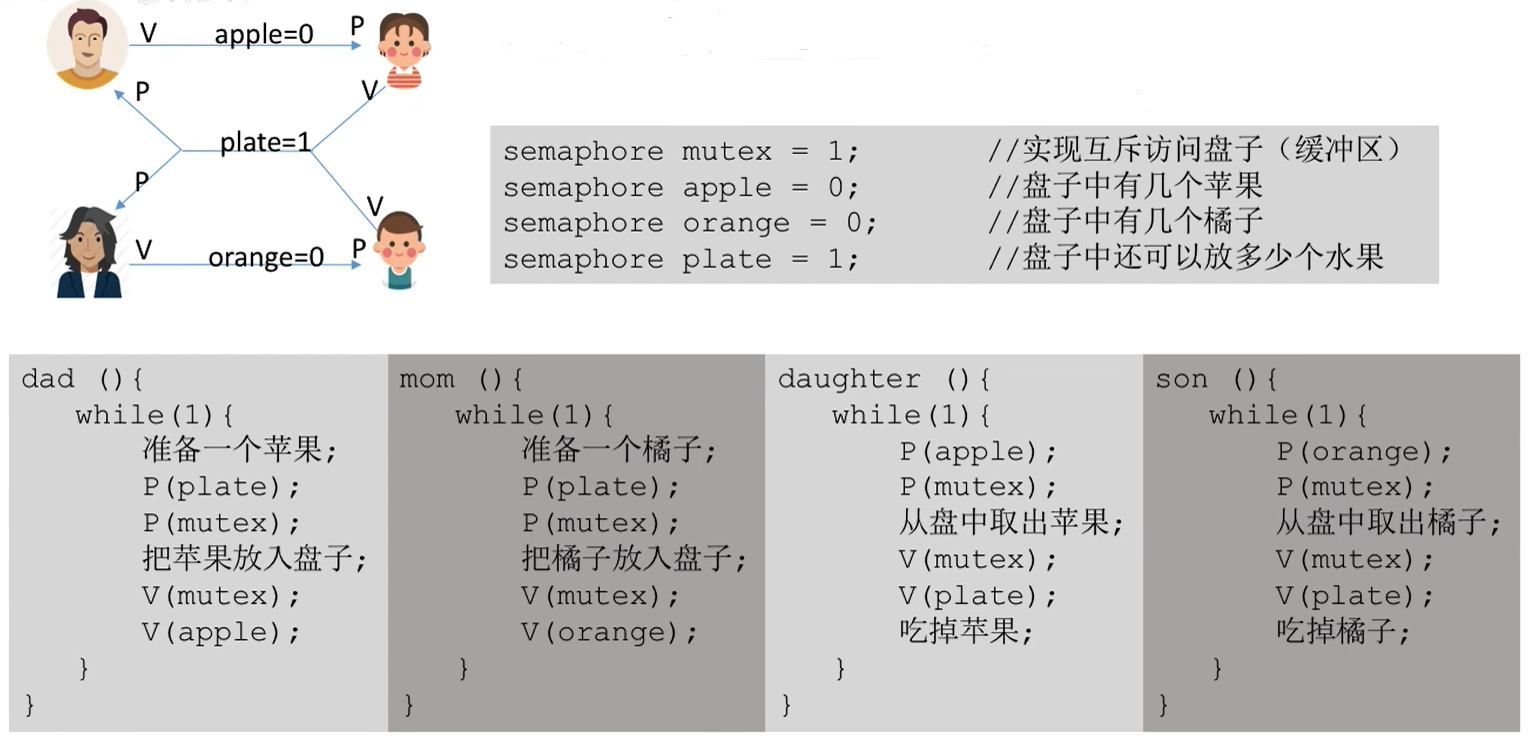 V apple=0 P
P V
plate=1
P V
V orange=0 P
semaphore mutex = 1; //实现互斥访问盘子（缓冲区）
semaphore apple = 0; //盘子中有几个苹果
semaphore orange = 0; //盘子中有几个橘子
semaphore plate = 1; //盘子中还可以放多少个水果
dad (){
while(1){
准备一个苹果;
P(plate);
P(mutex);
把苹果放入盘子;
V(mutex);
V(apple);
}
}
mom (){
while(1){
准备一个橘子;
P(plate);
P(mutex);
把橘子放入盘子;
V(mutex);
V(orange);
}
}
daughter (){
while(1){
P(apple);
P(mutex);
从盘中取出苹果;
V(mutex);
V(plate);
吃掉苹果;
}
}
son (){
while(1){
P(orange);
P(mutex);
从盘中取出橘子;
V(mutex);
V(plate);
吃掉橘子;
}
}